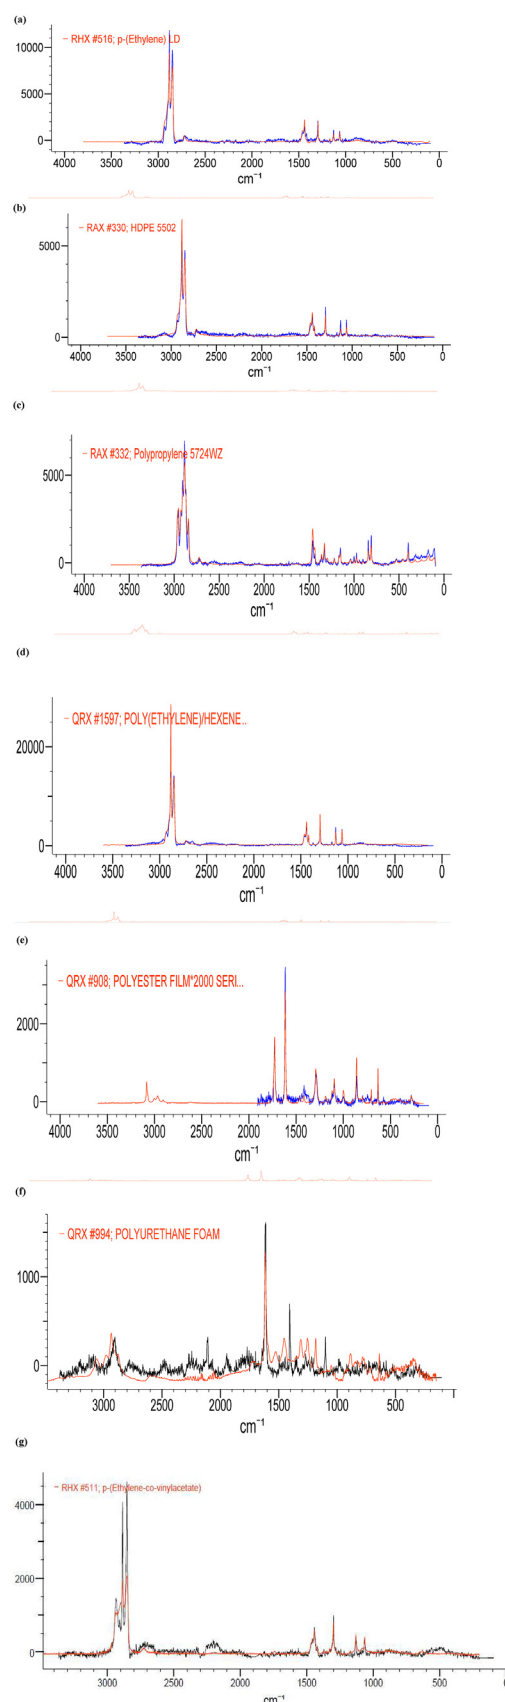 (a)
RHX #516; p-(Ethylene) LD
10000
5000
0
4000 3500 3000 2500 2000 1500 1000 500 0
cm⁻¹
(b)
RAX #330; HDPE 5502
5000
0
4000 3500 3000 2500 2000 1500 1000 500 0
cm⁻¹
(c)
RAX #332; Polypropylene 5724WZ
5000
0
4000 3500 3000 2500 2000 1500 1000 500 0
cm⁻¹
(d)
QRX #1597; POLY(ETHYLENE)/HEXENE...
20000
0
4000 3500 3000 2500 2000 1500 1000 500 0
cm⁻¹
(e)
QRX #908; POLYESTER FILM*2000 SERI...
2000
0
4000 3500 3000 2500 2000 1500 1000 500 0
cm⁻¹
(f)
QRX #994; POLYURETHANE FOAM
1000
0
3000 2500 2000 1500 1000 500
cm⁻¹
(g)
RHX #511; p-(Ethylene-co-vinylacetate)
4000
2000
0
3000 2500 2000 1500 1000 500 0
cm⁻¹